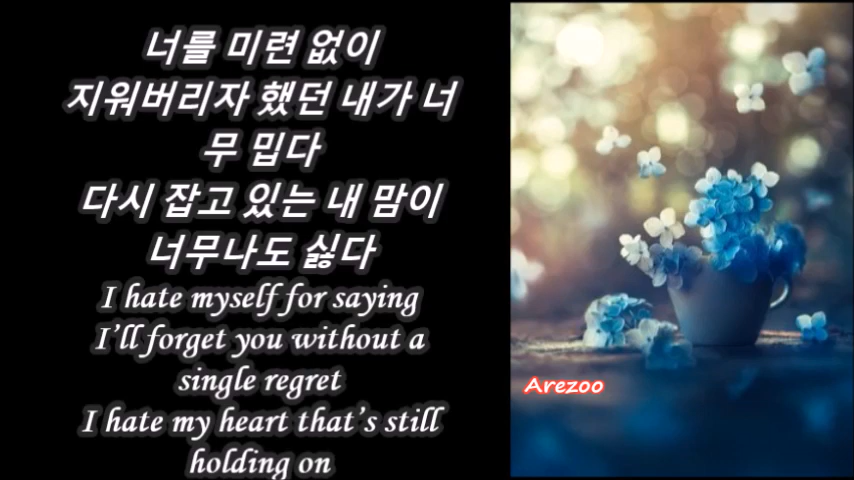 너를 미련 없이
지워버리자 했던 내가 너
무 밉다
다시 잡고 있는 내 맘이
너무나도 싫다
I hate myself for saying
I'll forget you without a
single regret
I hate my heart that's still
holding on
Arezoo